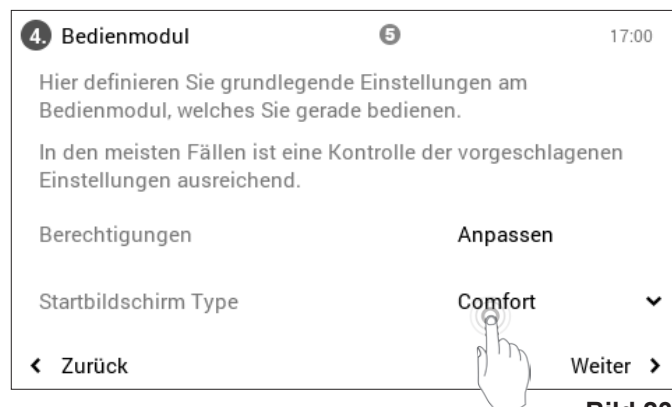 4. Bedienmodul 5 17:00
Hier definieren Sie grundlegende Einstellungen am
Bedienmodul, welches Sie gerade bedienen.
In den meisten Fällen ist eine Kontrolle der vorgeschlagenen
Einstellungen ausreichend.
Berechtigungen Anpassen
Startbildschirm Type Comfort
Zurück Weiter